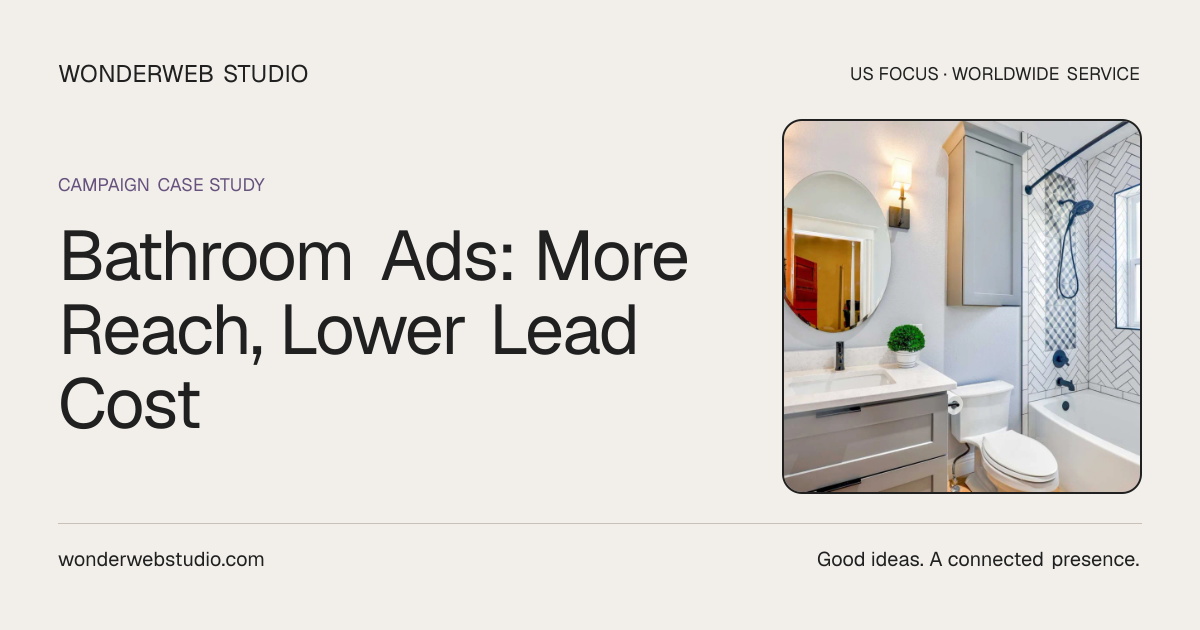 WONDERWEB STUDIO
US FOCUS · WORLDWIDE SERVICE
CAMPAIGN CASE STUDY
Bathroom Ads: More
Reach, Lower Lead
Cost
wonderwebstudio.com
Good ideas. A connected presence.